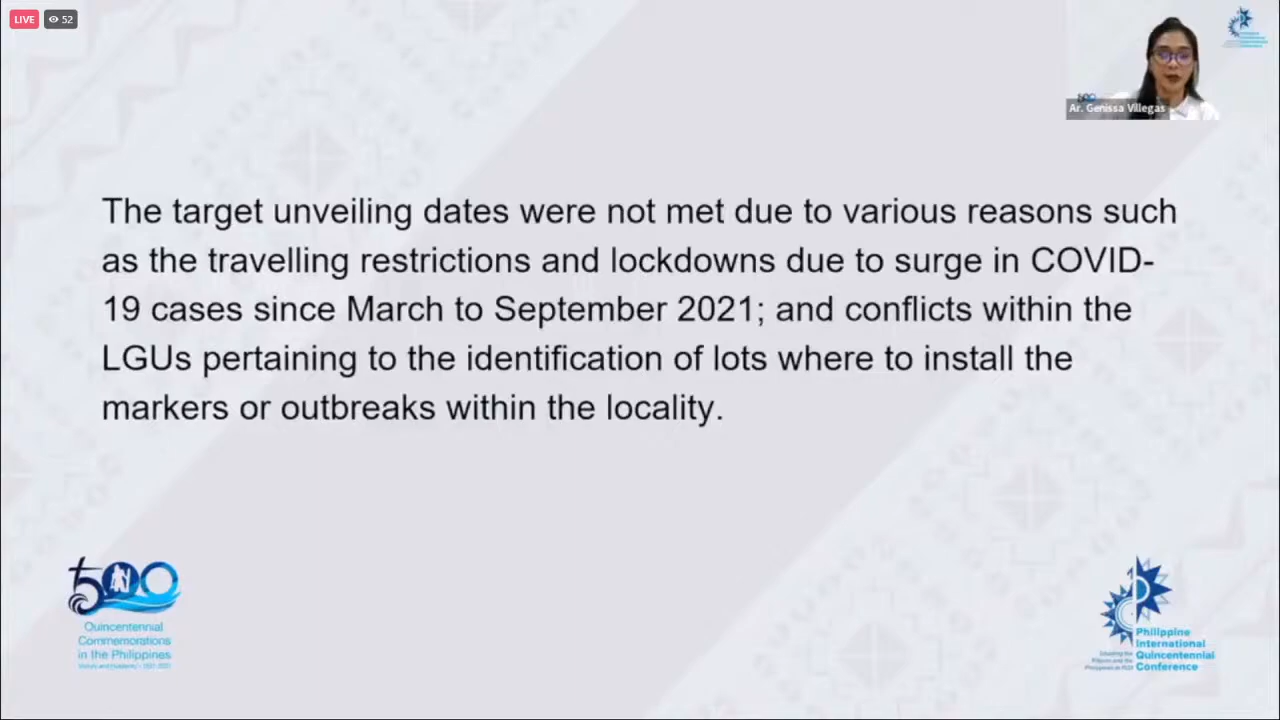 LIVE 52
Ar. Genissa Villegas
The target unveiling dates were not met due to various reasons such
as the travelling restrictions and lockdowns due to surge in COVID-
19 cases since March to September 2021; and conflicts within the
LGUs pertaining to the identification of lots where to install the
markers or outbreaks within the locality.
500
Quincentennial
Commemorations
in the Philippines
Philippine
International
Quincentennial
Conference